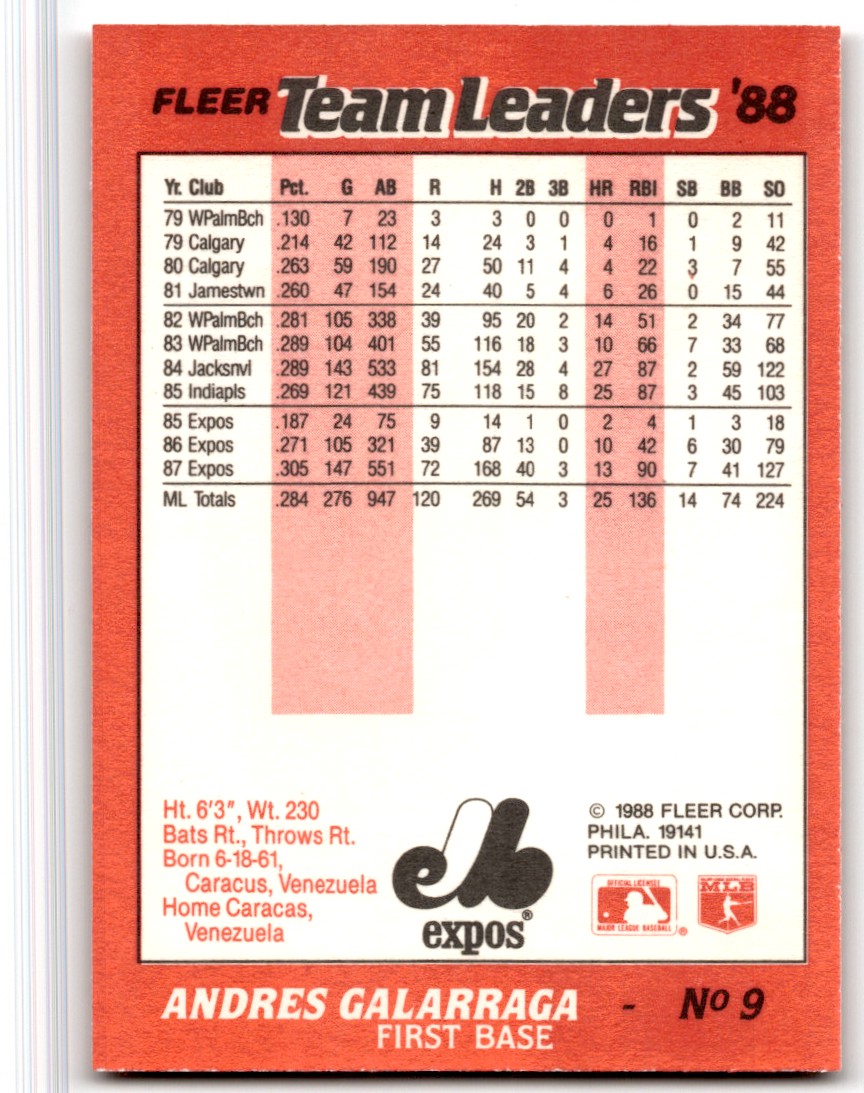 FLEER Team Leaders '88
Yr. Club Pct. G AB R H 2B 3B HR RBI SB BB SO
79 WPalmBch .130 7 23 3 3 0 0 0 1 0 2 11
79 Calgary .214 42 112 14 24 3 1 4 16 1 9 42
80 Calgary .263 59 190 27 50 11 4 4 22 3 7 55
81 Jamestwn .260 47 154 24 40 5 4 6 26 0 15 44
82 WPalmBch .281 105 338 39 95 20 2 14 51 2 34 77
83 WPalmBch .289 104 401 55 116 18 3 10 66 7 33 68
84 Jacksnvl .289 143 533 81 154 28 4 27 87 2 59 122
85 Indiapls .269 121 439 75 118 15 8 25 87 3 45 103
85 Expos .187 24 75 9 14 1 0 2 4 1 3 18
86 Expos .271 105 321 39 87 13 0 10 42 6 30 79
87 Expos .305 147 551 72 168 40 3 13 90 7 41 127
ML Totals .284 276 947 120 269 54 3 25 136 14 74 224
Ht. 6'3", Wt. 230
Bats Rt., Throws Rt.
Born 6-18-61,
Caracus, Venezuela
Home Caracas,
Venezuela
expos®
© 1988 FLEER CORP.
PHILA. 19141
PRINTED IN U.S.A.
OFFICIAL LICENSEE
MAJOR LEAGUE BASEBALL ®
MLB
ANDRES GALARRAGA - No 9
FIRST BASE